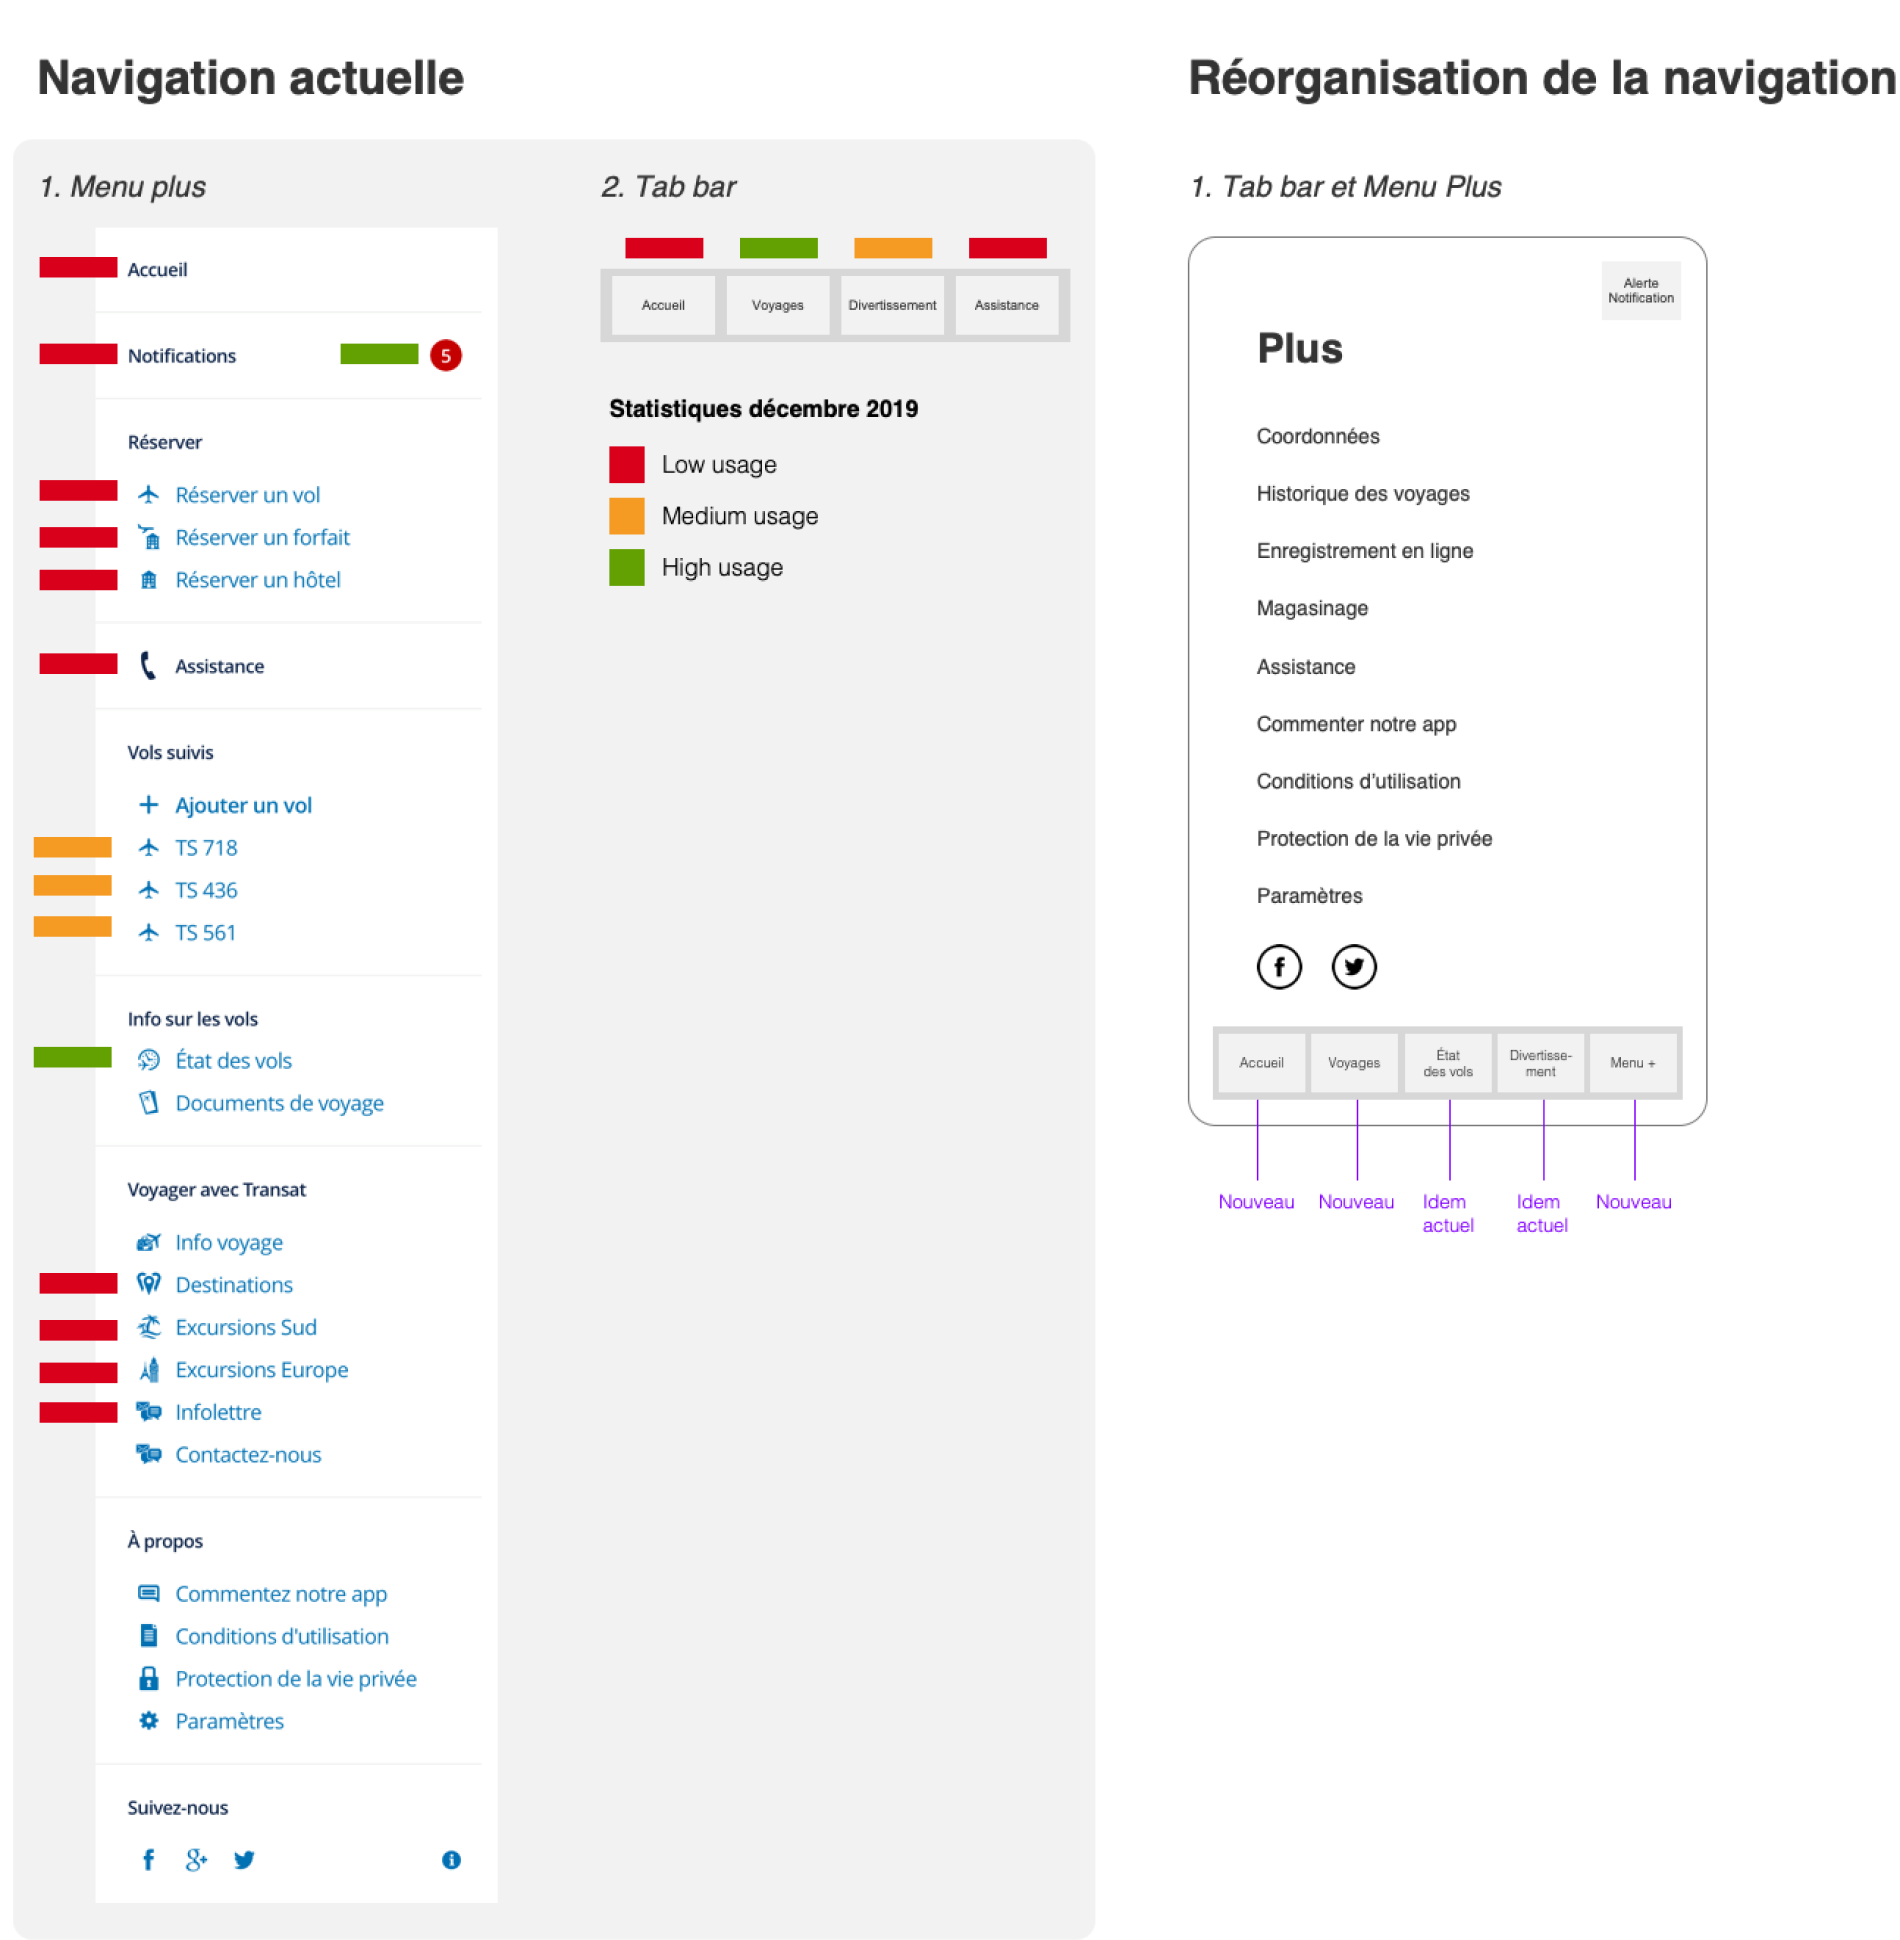 Navigation actuelle
1. Menu plus
Accueil
Notifications
5
Réserver
Réserver un vol
Réserver un forfait
Réserver un hôtel
Assistance
Vols suivis
Ajouter un vol
TS 718
TS 436
TS 561
Info sur les vols
État des vols
Documents de voyage
Voyager avec Transat
Info voyage
Destinations
Excursions Sud
Excursions Europe
Infolettre
Contactez-nous
À propos
Commentez notre app
Conditions d'utilisation
Protection de la vie privée
Paramètres
Suivez-nous
2. Tab bar
Accueil
Voyages
Divertissement
Assistance
Statistiques décembre 2019
Low usage
Medium usage
High usage
Réorganisation de la navigation
1. Tab bar et Menu Plus
Alerte
Notification
Plus
Coordonnées
Historique des voyages
Enregistrement en ligne
Magasinage
Assistance
Commenter notre app
Conditions d’utilisation
Protection de la vie privée
Paramètres
Accueil
Voyages
État
des vols
Divertisse-
ment
Menu +
Nouveau
Nouveau
Idem
actuel
Idem
actuel
Nouveau